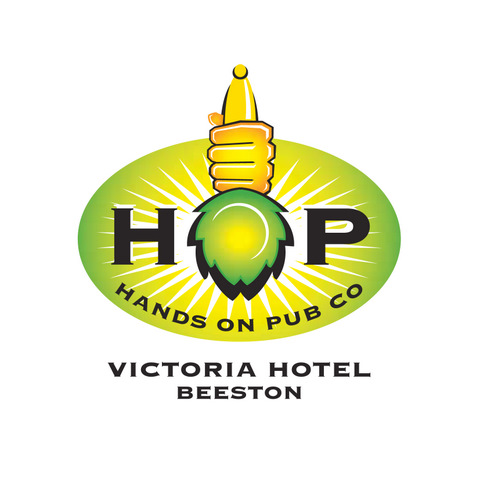 HOP
HANDS ON PUB CO
VICTORIA HOTEL
BEESTON